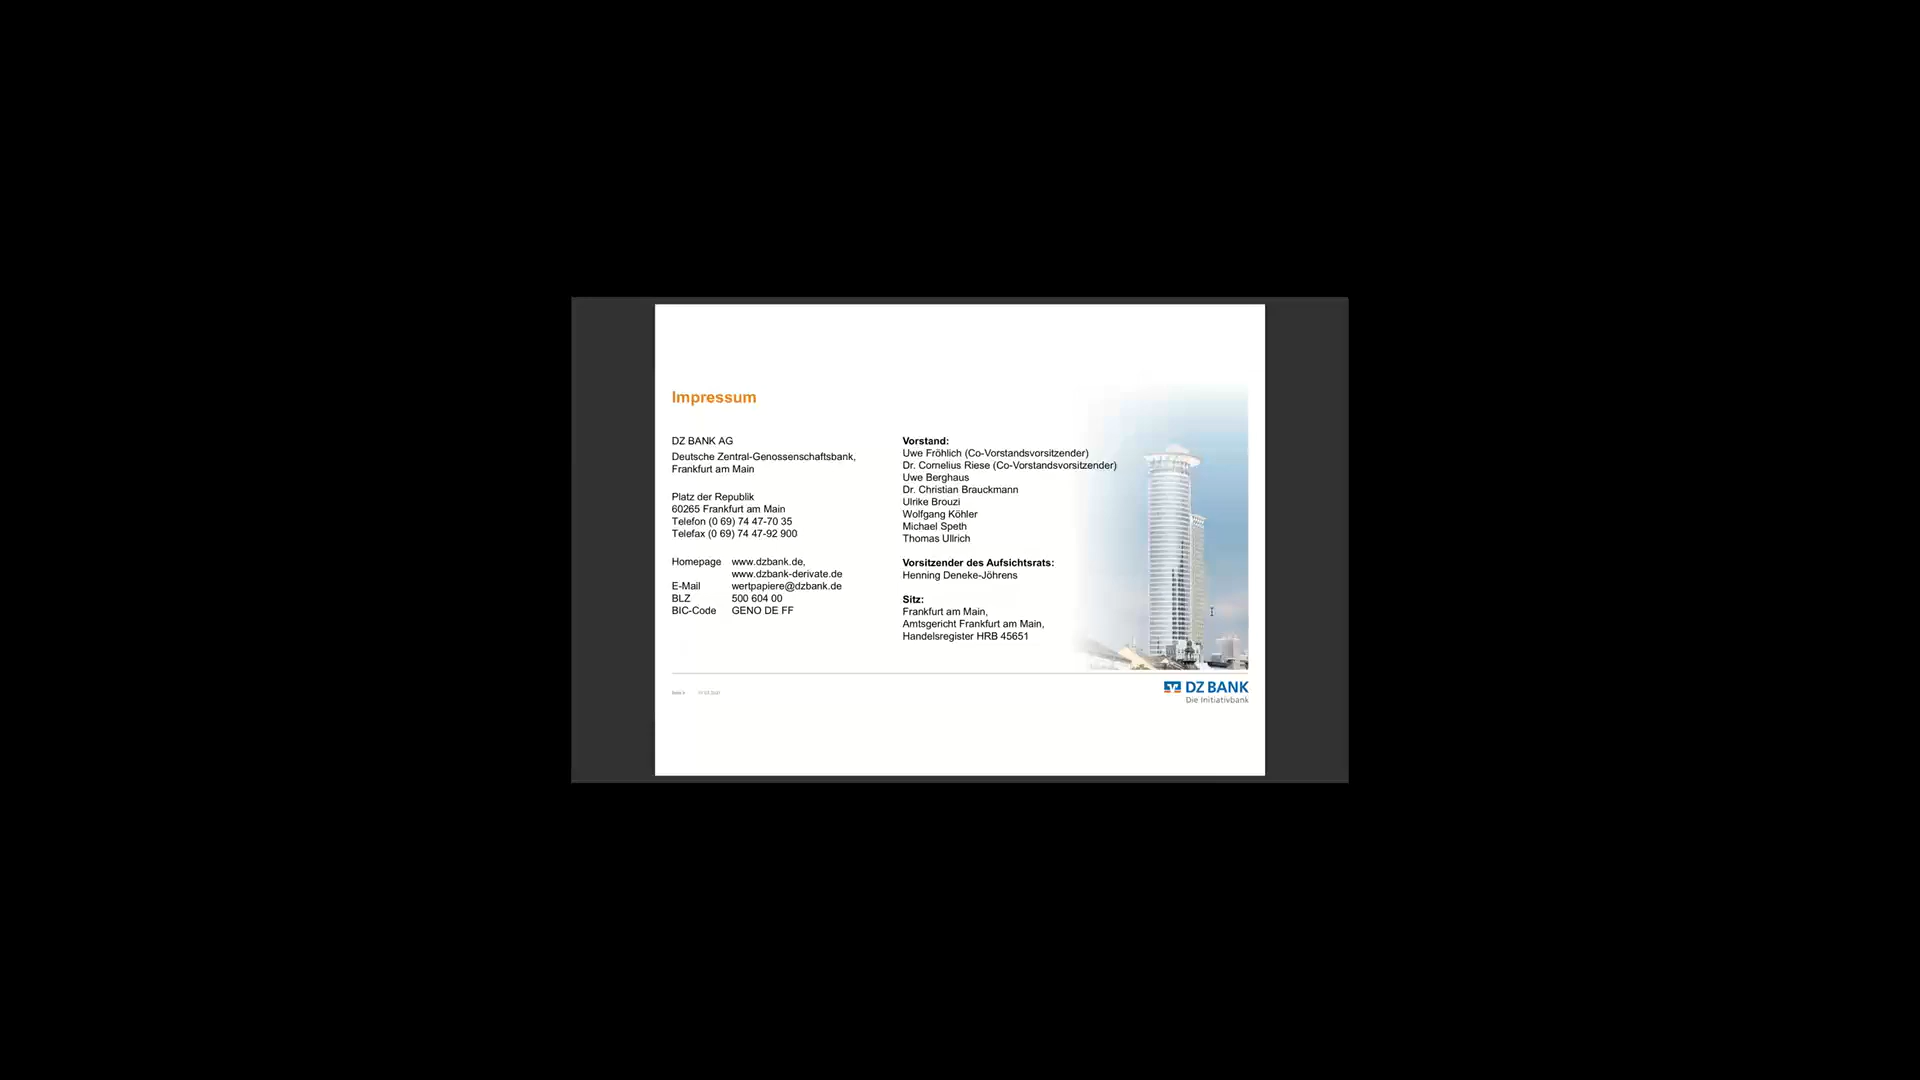 Impressum
DZ BANK AG
Deutsche Zentral-Genossenschaftsbank,
Frankfurt am Main
Platz der Republik
60265 Frankfurt am Main
Telefon (0 69) 74 47-70 35
Telefax (0 69) 74 47-92 900
Homepage www.dzbank.de,
www.dzbank-derivate.de
E-Mail wertpapiere@dzbank.de
BLZ 500 604 00
BIC-Code GENO DE FF
Vorstand:
Uwe Fröhlich (Co-Vorstandsvorsitzender)
Dr. Cornelius Riese (Co-Vorstandsvorsitzender)
Uwe Berghaus
Dr. Christian Brauckmann
Ulrike Brouzi
Wolfgang Köhler
Michael Speth
Thomas Ullrich
Vorsitzender des Aufsichtsrats:
Henning Deneke-Jöhrens
Sitz:
Frankfurt am Main,
Amtsgericht Frankfurt am Main,
Handelsregister HRB 45651
Seite
DZ BANK
Die Initiativbank